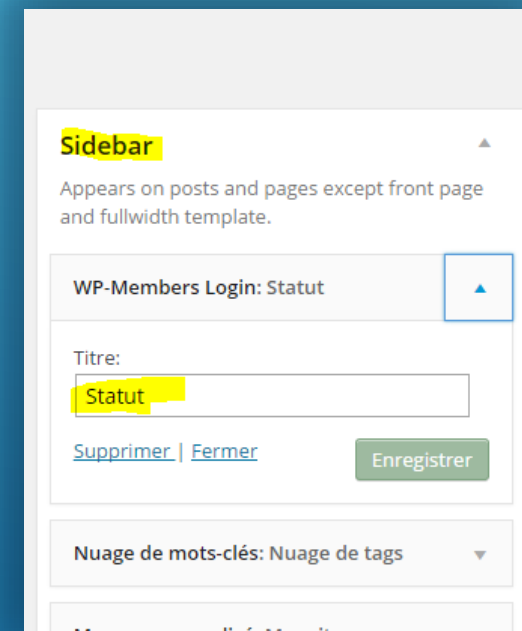 Sidebar
Appears on posts and pages except front page
and fullwidth template.
WP-Members Login: Statut
Titre:
Statut
Supprimer | Fermer
Enregistrer
Nuage de mots-clés: Nuage de tags